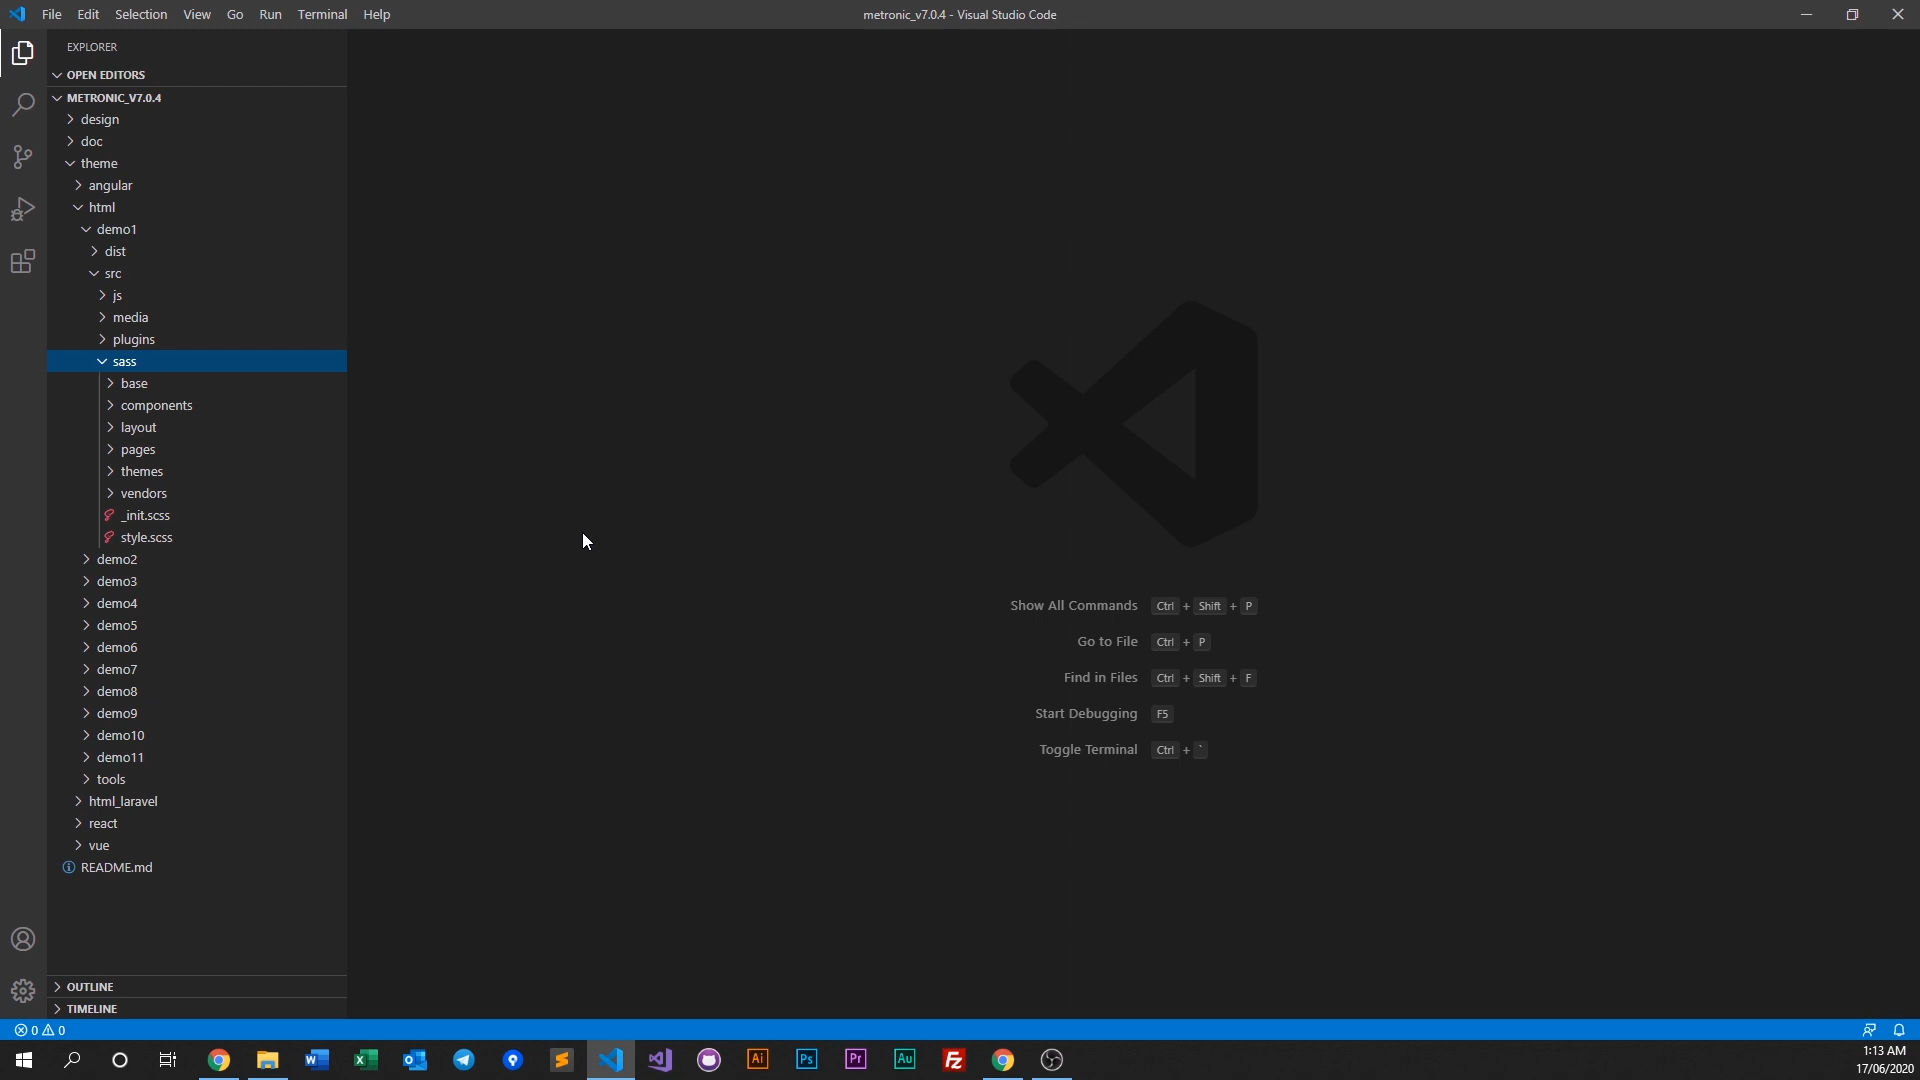 File Edit Selection View Go Run Terminal Help
metronic_v7.0.4 - Visual Studio Code
EXPLORER
OPEN EDITORS
METRONIC_V7.0.4
design
doc
theme
angular
html
demo1
dist
src
js
media
plugins
sass
base
components
layout
pages
themes
vendors
_init.scss
style.scss
demo2
demo3
demo4
demo5
demo6
demo7
demo8
demo9
demo10
demo11
tools
html_laravel
react
vue
README.md
OUTLINE
TIMELINE
Show All Commands Ctrl + Shift + P
Go to File Ctrl + P
Find in Files Ctrl + Shift + F
Start Debugging F5
Toggle Terminal Ctrl + `
0 0
Ai Ps Pr Au Fz
1:13 AM
17/06/2020